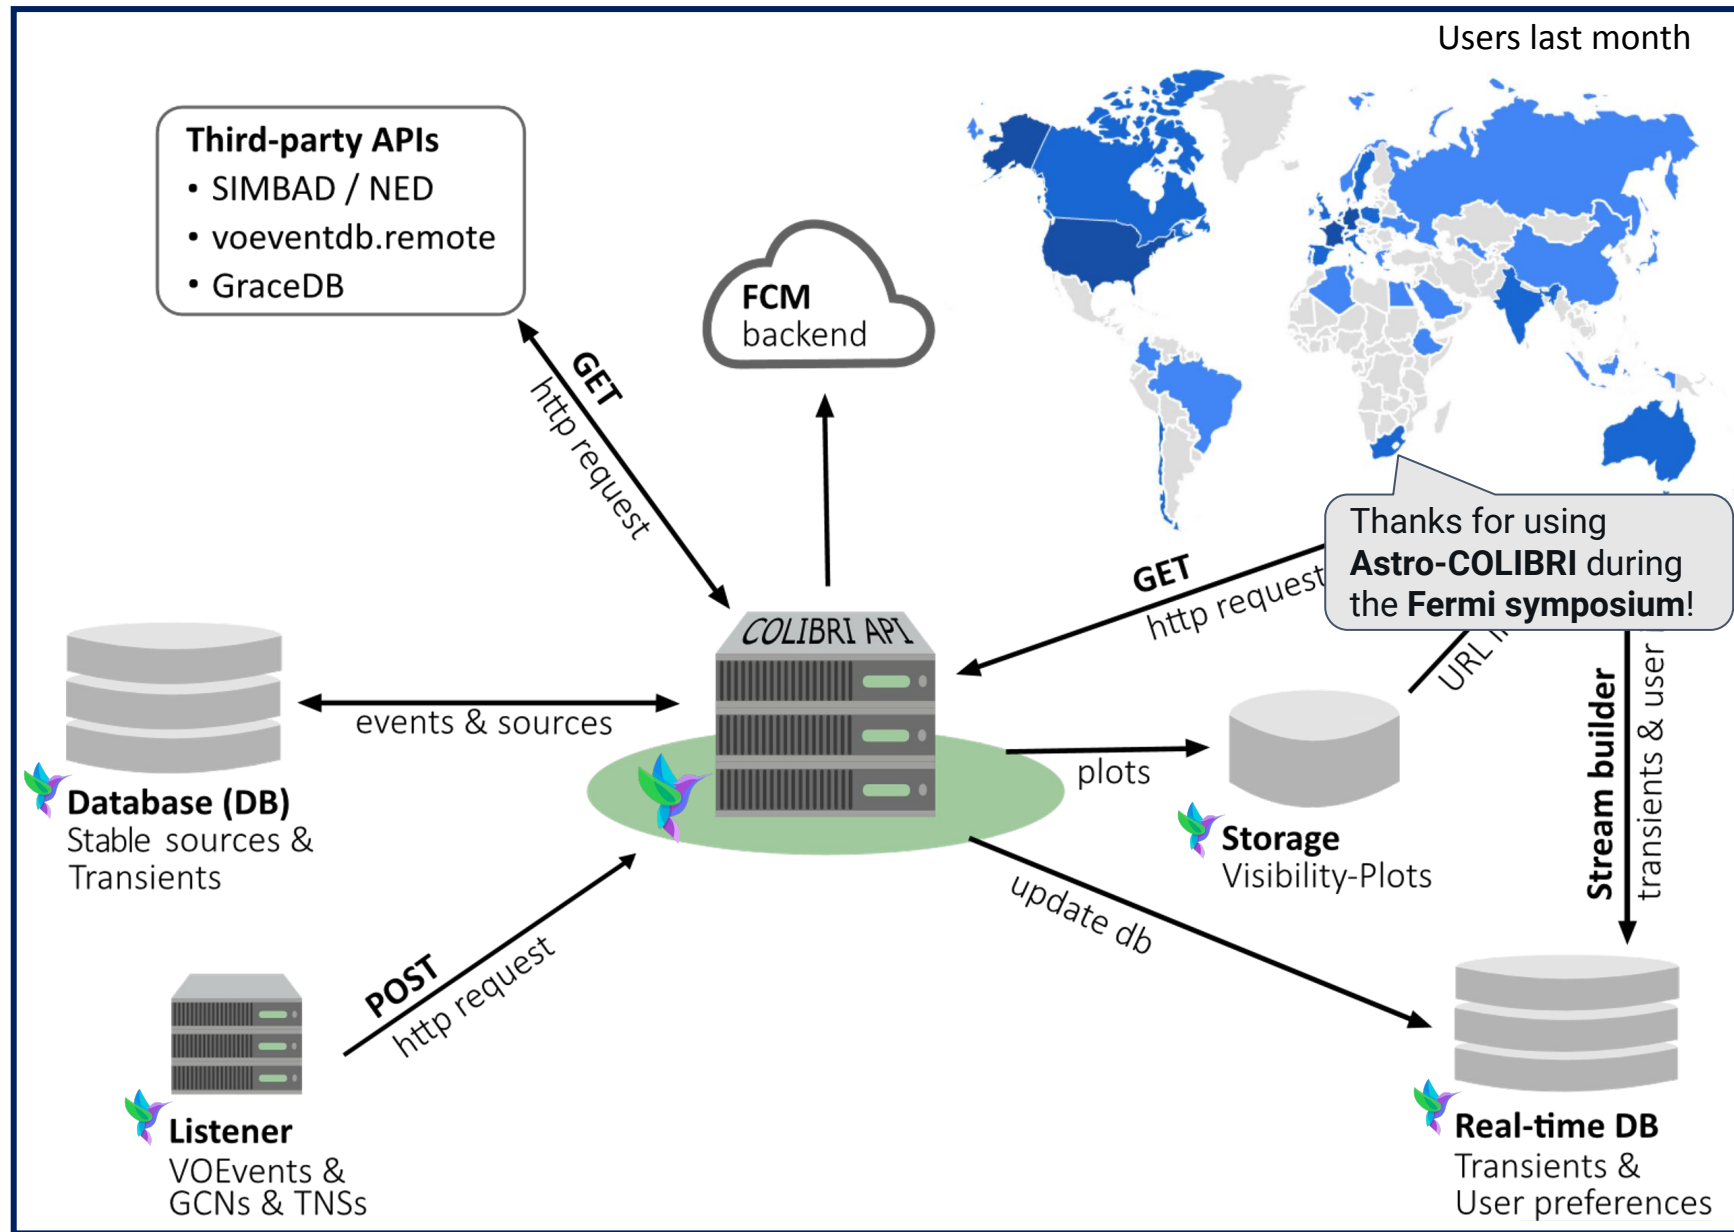 Users last month
Third-party APIs
• SIMBAD / NED
• voeventdb.remote
• GraceDB
FCM
backend
GET
http request
Thanks for using
Astro-COLIBRI during
the Fermi symposium!
GET
http request
COLIBRI API
URL
events & sources
plots
Stream builder
transients & user
Database (DB)
Stable sources &
Transients
Storage
Visibility-Plots
update db
POST
http request
Listener
VOEvents &
GCNs & TNSs
Real-time DB
Transients &
User preferences